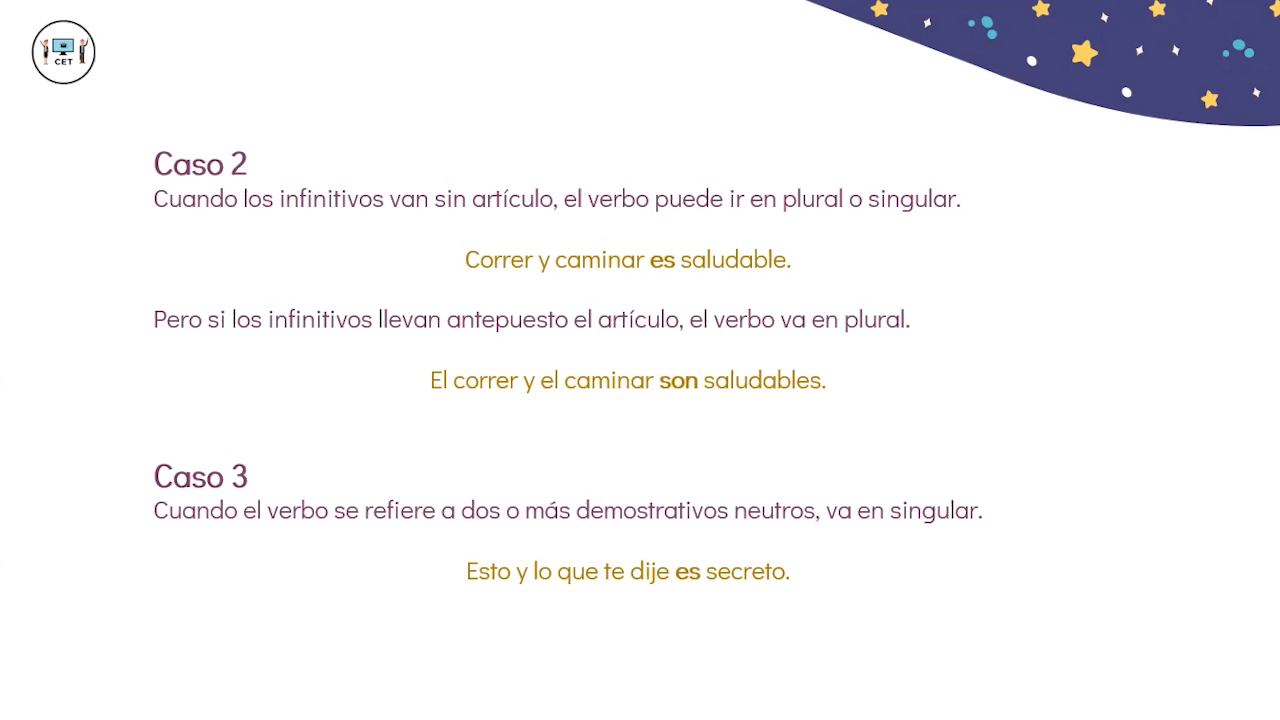 CET
Caso 2
Cuando los infinitivos van sin artículo, el verbo puede ir en plural o singular.
Correr y caminar es saludable.
Pero si los infinitivos llevan antepuesto el artículo, el verbo va en plural.
El correr y el caminar son saludables.
Caso 3
Cuando el verbo se refiere a dos o más demostrativos neutros, va en singular.
Esto y lo que te dije es secreto.